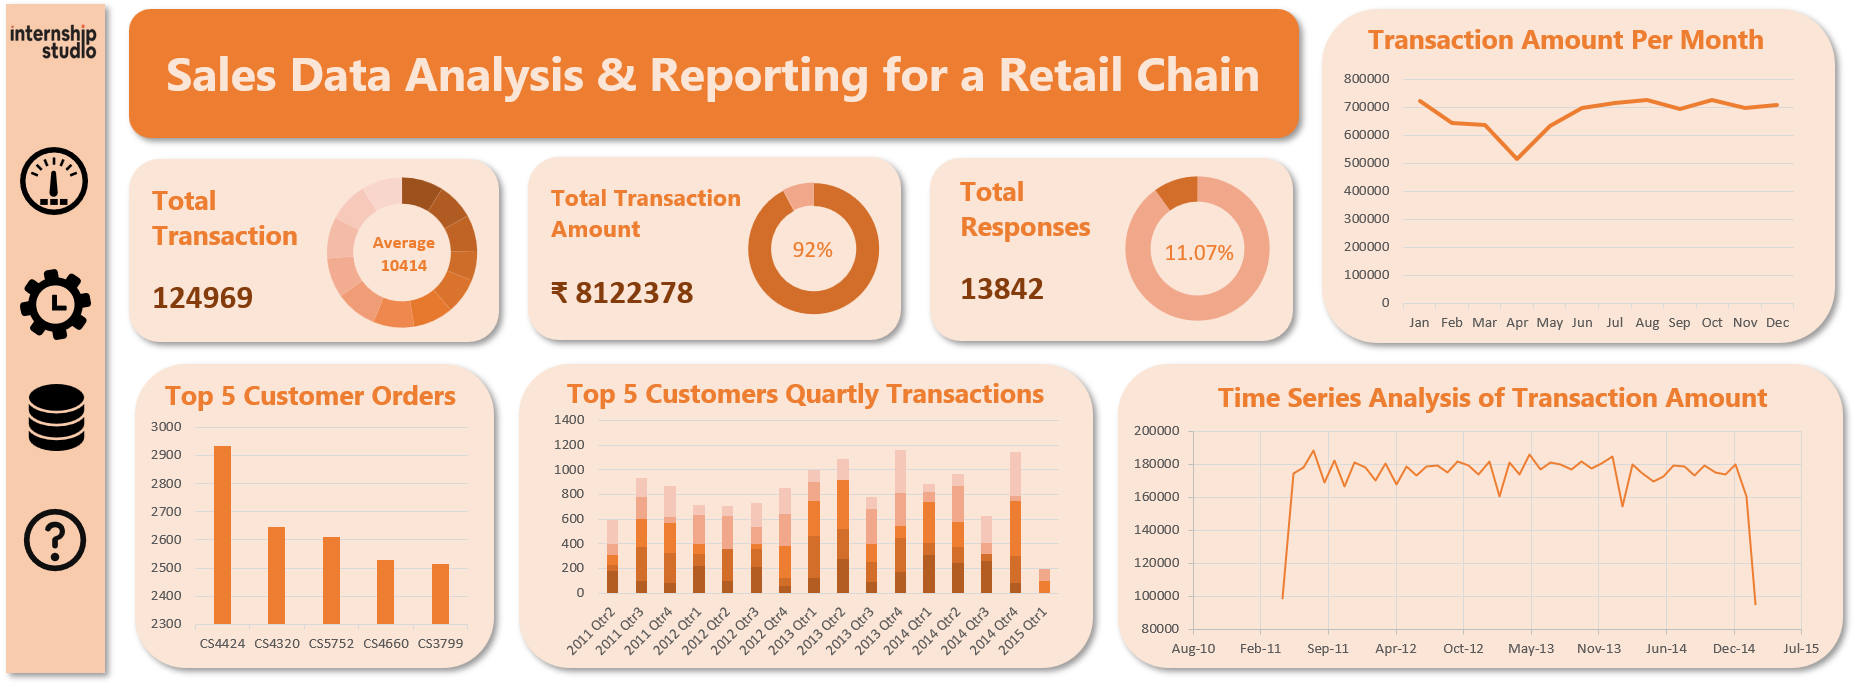 internship
studio
Sales Data Analysis & Reporting for a Retail Chain
Total
Transaction
124969
Average
10414
Total Transaction
Amount
₹ 8122378
92%
Total
Responses
13842
11.07%
Transaction Amount Per Month
800000
700000
600000
500000
400000
300000
200000
100000
0
Jan Feb Mar Apr May Jun Jul Aug Sep Oct Nov Dec
Top 5 Customer Orders
3000
2900
2800
2700
2600
2500
2400
2300
CS4424 CS4320 CS5752 CS4660 CS3799
Top 5 Customers Quartly Transactions
1400
1200
1000
800
600
400
200
0
2011 Qtr2 2011 Qtr3 2011 Qtr4 2012 Qtr1 2012 Qtr2 2012 Qtr3 2012 Qtr4 2013 Qtr1 2013 Qtr2 2013 Qtr3 2013 Qtr4 2014 Qtr1 2014 Qtr2 2014 Qtr3 2014 Qtr4 2015 Qtr1
Time Series Analysis of Transaction Amount
200000
180000
160000
140000
120000
100000
80000
Aug-10 Feb-11 Sep-11 Apr-12 Oct-12 May-13 Nov-13 Jun-14 Dec-14 Jul-15